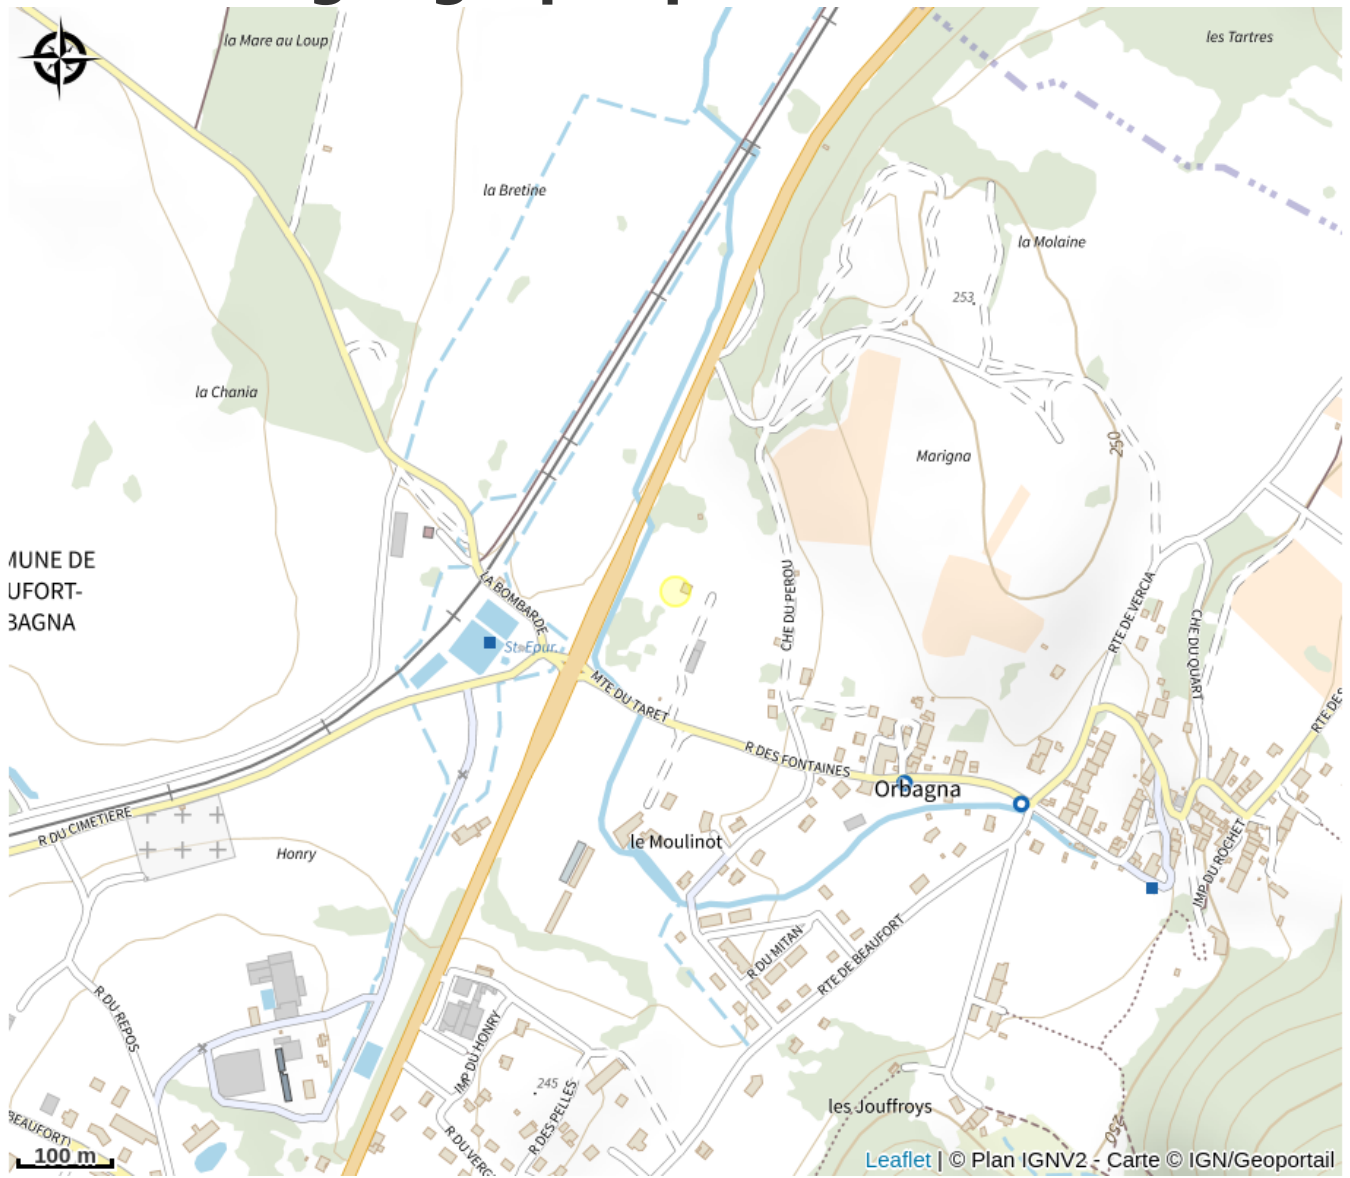 la Mare au Loup
les Tartres
la Bretine
la Molaine
253
la Chania
Marigna
250
MUNE DE
UFORT-
BAGNA
LA BOMBARDE
St. Epur.
CHE DU PEROU
RTE DE VERCIA
CHE DU QUART
MTE DU TARET
RTE DES
R DES FONTAINES
Orbagna
R DU CIMETIERE
le Moulinot
Honry
IMP DU ROCHET
R DU MITAN
RTE DE BEAUFORT
R DU REPOS
IMP DU HONRY
245
R DES PELLES
les Jouffroys
250
BEAUFORT)
R DU VERG
100 m
Leaflet | © Plan IGNV2 - Carte © IGN/Geoportail